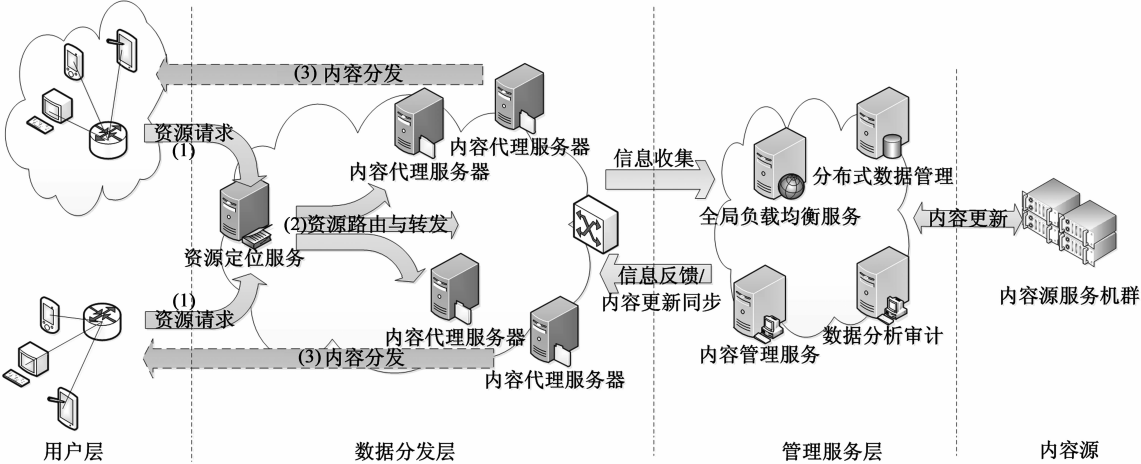 (3) 内容分发
资源请求
(1)
内容代理服务器
内容代理服务器
(2)资源路由与转发
资源定位服务
(1)
资源请求
内容代理服务器
(3) 内容分发
内容代理服务器
信息收集
信息反馈/
内容更新同步
分布式数据管理
全局负载均衡服务
数据分析审计
内容管理服务
内容更新
内容源服务机群
用户层
数据分发层
管理服务层
内容源